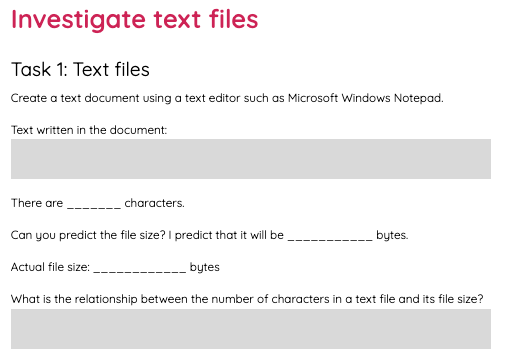 Investigate text files
Task 1: Text files
Create a text document using a text editor such as Microsoft Windows Notepad.
Text written in the document:
There are _______ characters.
Can you predict the file size? I predict that it will be ___________ bytes.
Actual file size: ____________ bytes
What is the relationship between the number of characters in a text file and its file size?